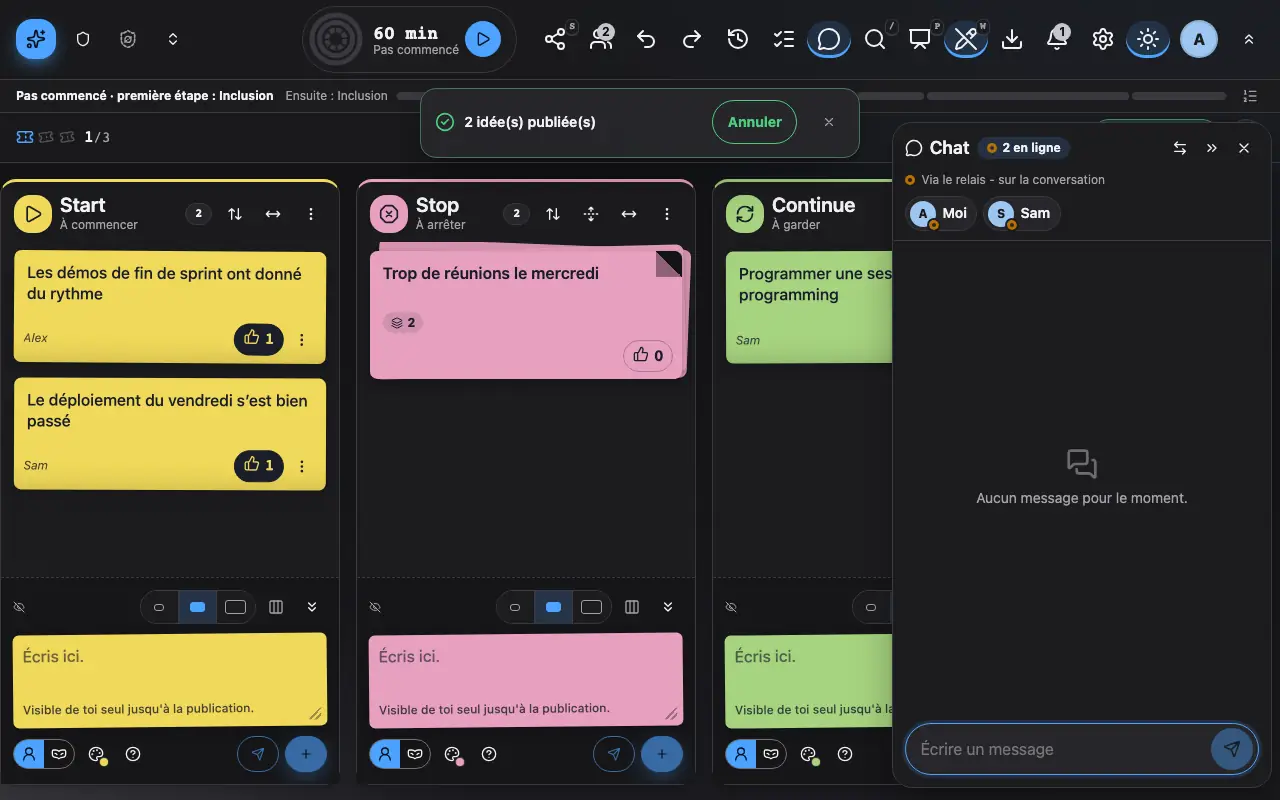 60 min
Pas commencé
S
2
/
P
W
1
A
Pas commencé · première étape : Inclusion
Ensuite : Inclusion
2 idée(s) publiée(s)
Annuler
1/3
Start
À commencer
2
Les démos de fin de sprint ont donné
du rythme
Alex
1
Le déploiement du vendredi s’est bien
passé
Sam
1
Écris ici.
Visible de toi seul jusqu'à la publication.
Stop
À arrêter
2
Trop de réunions le mercredi
2
0
Écris ici.
Visible de toi seul jusqu'à la publication.
Continue
À garder
Programmer une ses
programming
Sam
Écris ici.
Visible de toi seul jusqu'à la
Chat
2 en ligne
Via le relais - sur la conversation
A
Moi
S
Sam
Aucun message pour le moment.
Écrire un message